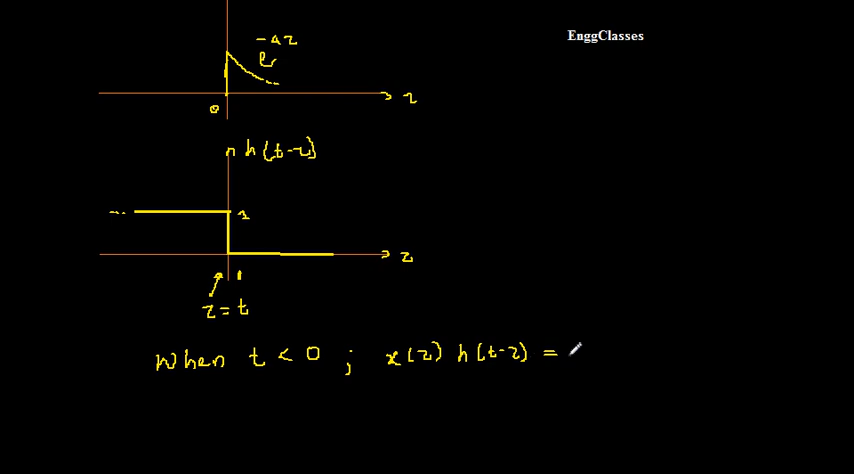 EnggClasses
-az
e
0
τ
h(t-τ)
... 1
τ
τ = t
When t < 0 ; x(τ) h(t-τ) =